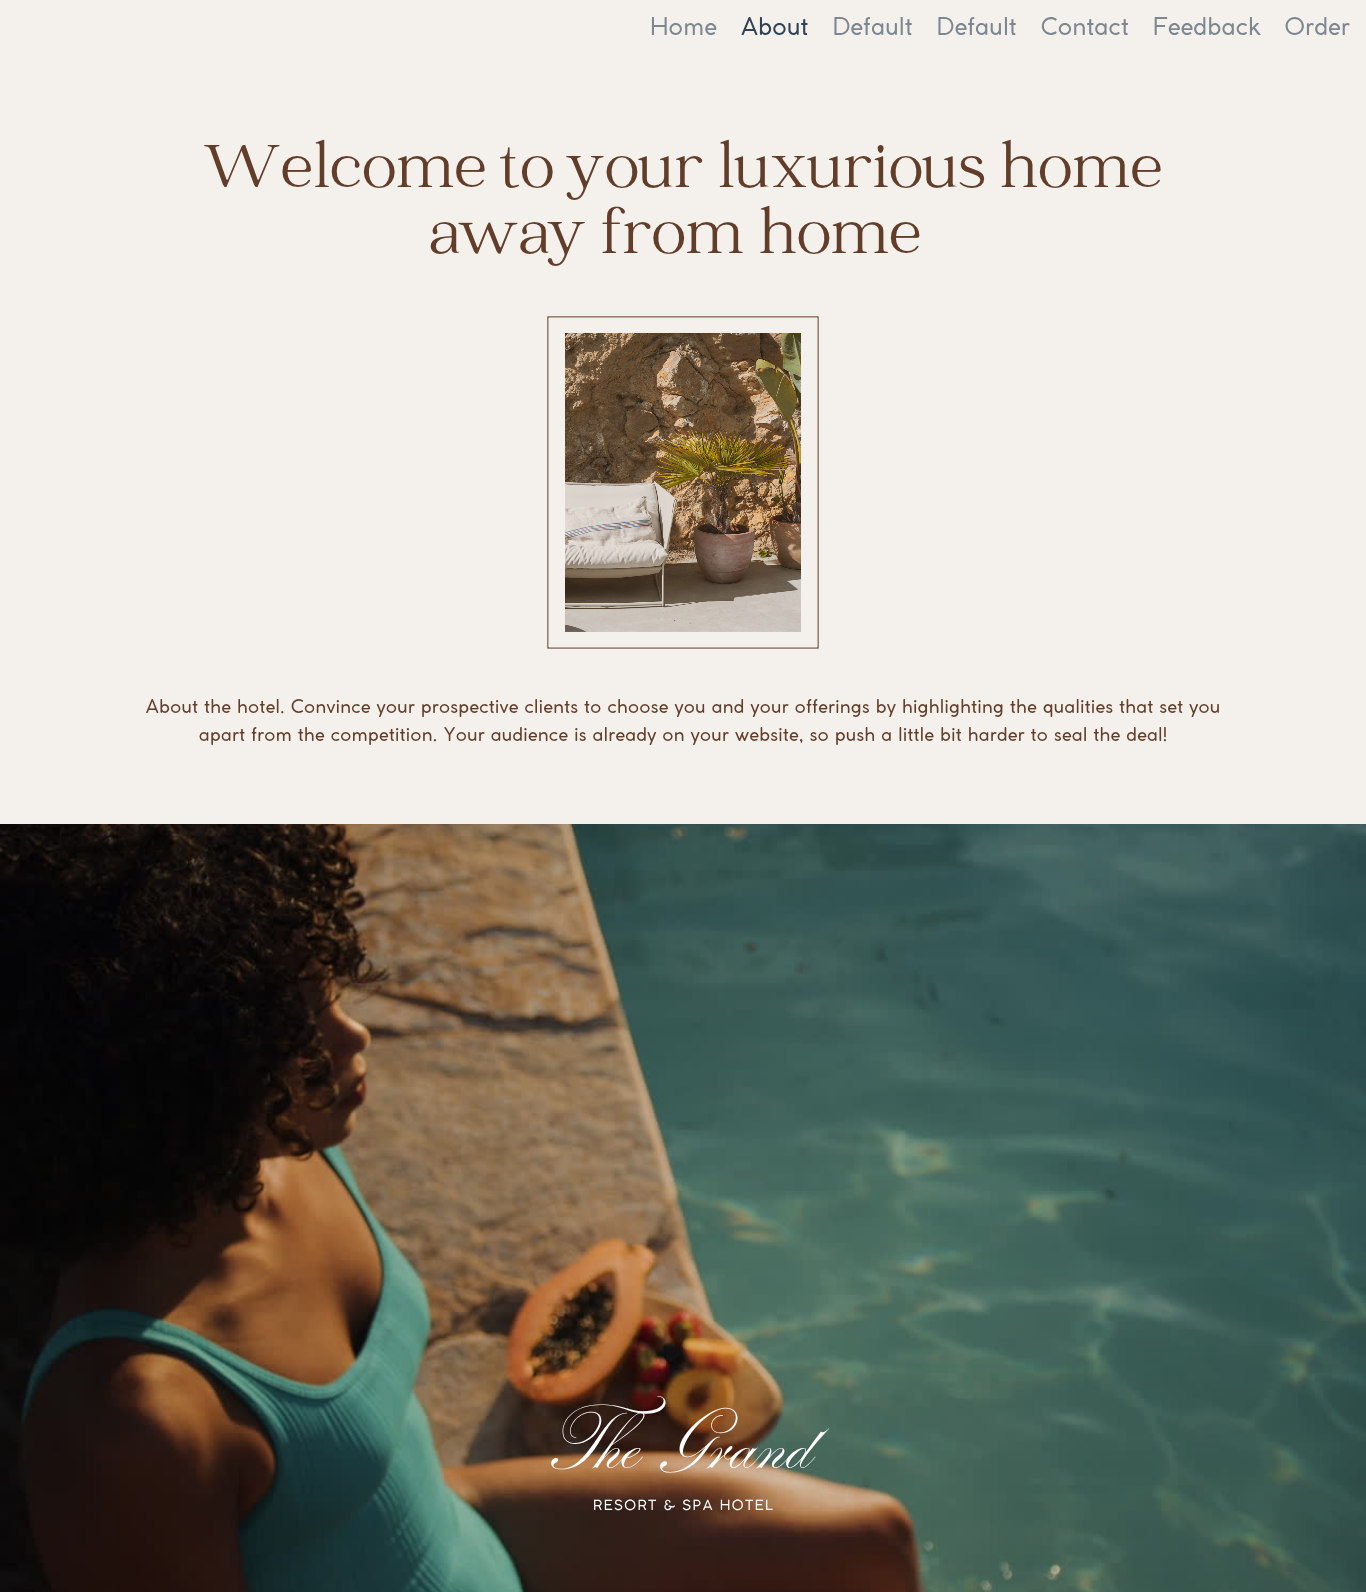 Home About Default Default Contact Feedback Order
Welcome to your luxurious home
away from home
About the hotel. Convince your prospective clients to choose you and your offerings by highlighting the qualities that set you
apart from the competition. Your audience is already on your website, so push a little bit harder to seal the deal!
The Grand
RESORT & SPA HOTEL